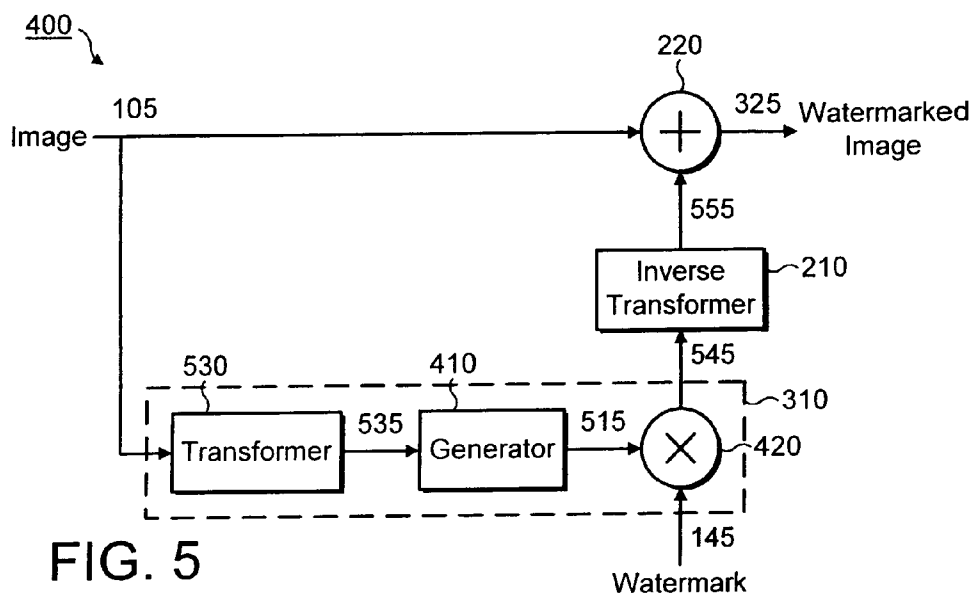 400
220
105
325
Image
+
Watermarked
Image
555
Inverse
Transformer
210
545
530
410
310
535
515
Transformer
Generator
×
420
145
FIG. 5
Watermark